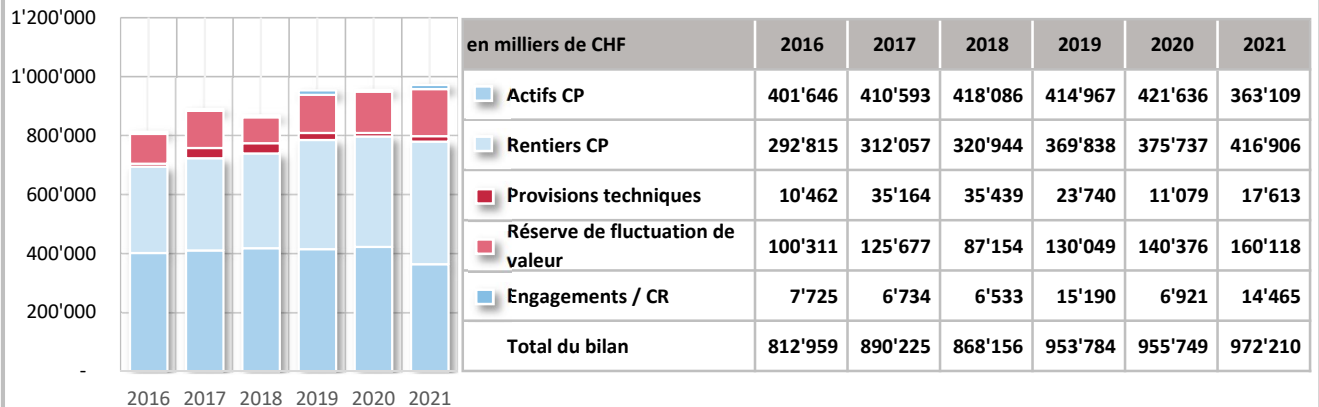 1'200'000
1'000'000
800'000
600'000
400'000
200'000
-
2016 2017 2018 2019 2020 2021
en milliers de CHF 2016 2017 2018 2019 2020 2021
Actifs CP 401'646 410'593 418'086 414'967 421'636 363'109
Rentiers CP 292'815 312'057 320'944 369'838 375'737 416'906
Provisions techniques 10'462 35'164 35'439 23'740 11'079 17'613
Réserve de fluctuation de
valeur 100'311 125'677 87'154 130'049 140'376 160'118
Engagements / CR 7'725 6'734 6'533 15'190 6'921 14'465
Total du bilan 812'959 890'225 868'156 953'784 955'749 972'210